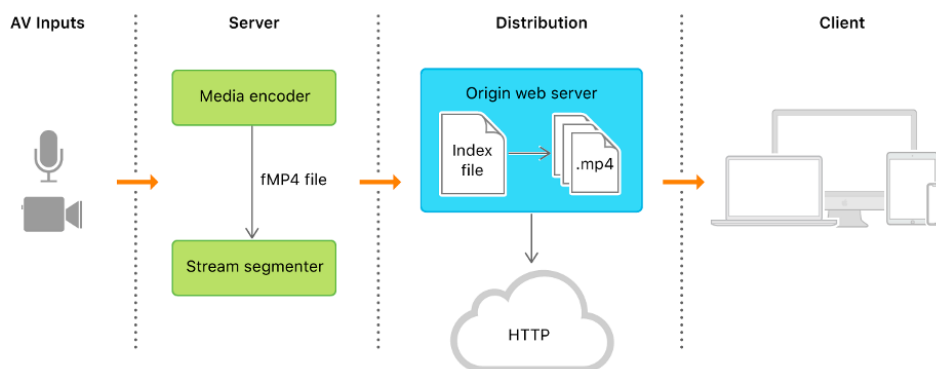 AV Inputs
Server
Distribution
Client
Media encoder
fMP4 file
Stream segmenter
Origin web server
Index
file
.mp4
HTTP